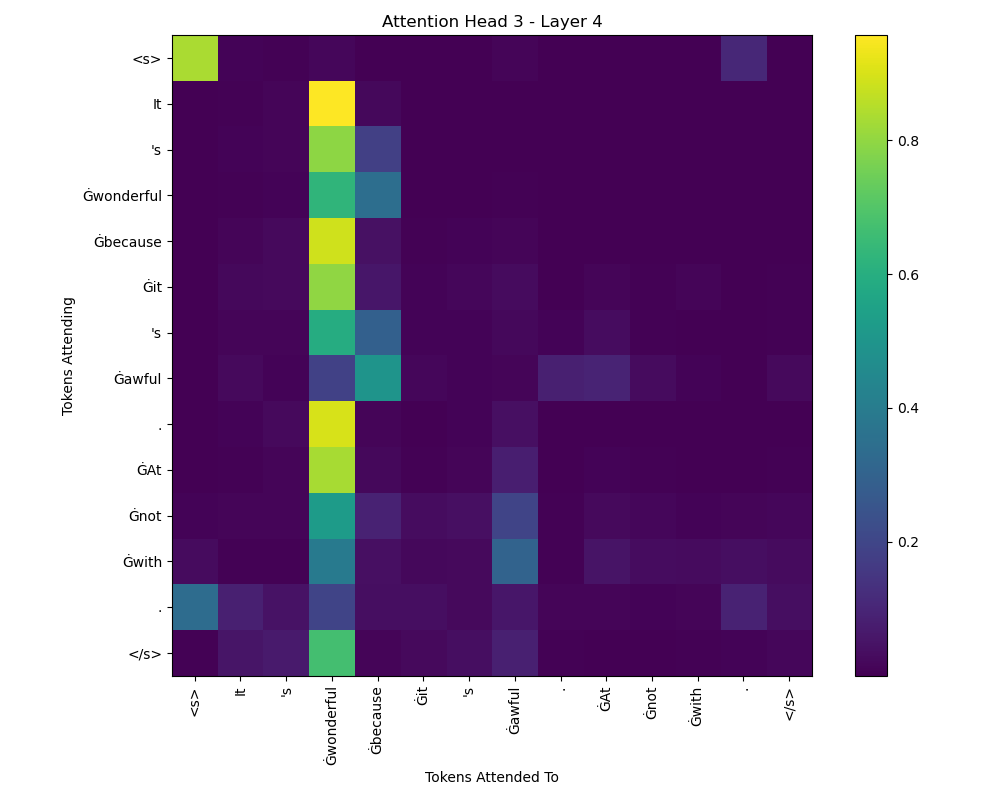 Attention Head 3 - Layer 4
Tokens Attending
<s>
It
's
Ġwonderful
Ġbecause
Ġit
's
Ġawful
.
ĠAt
Ġnot
Ġwith
.
</s>
<s>
It
's
Ġwonderful
Ġbecause
Ġit
's
Ġawful
.
ĠAt
Ġnot
Ġwith
.
</s>
Tokens Attended To
0.8
0.6
0.4
0.2